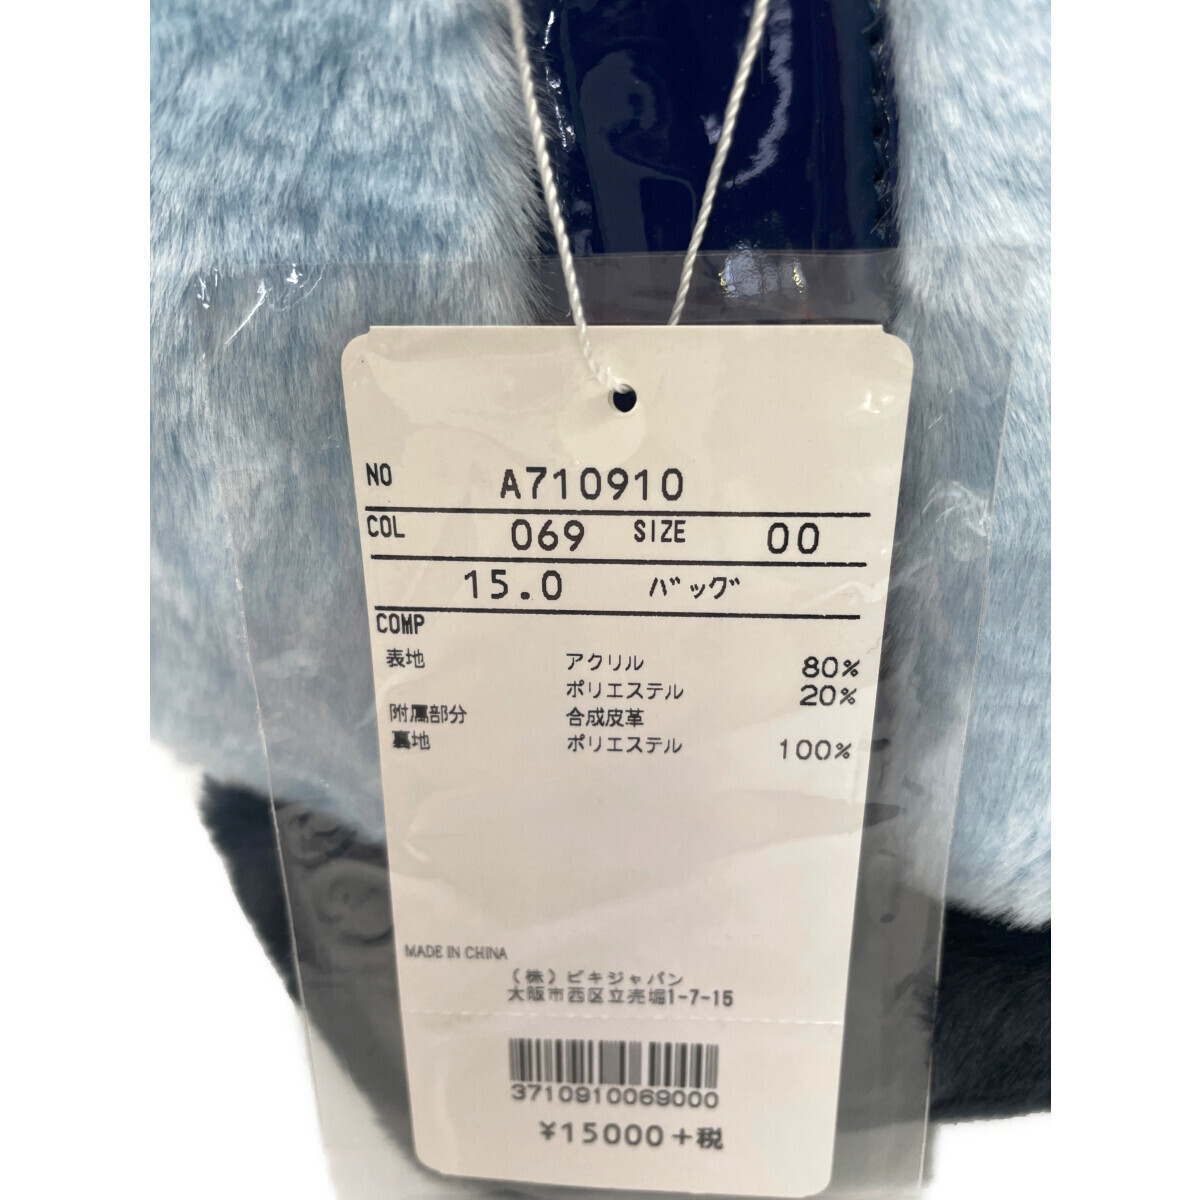 NO A710910
COL 069 SIZE 00
15.0 バッグ
COMP
表地 アクリル 80%
ポリエステル 20%
附属部分 合成皮革
裏地 ポリエステル 100%
MADE IN CHINA
(株)ビキジャパン
大阪市西区立売堀1-7-15
3710910069000
¥15000+税